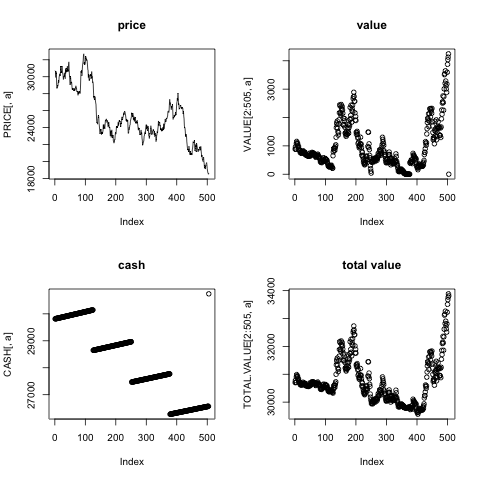 price
PRICE[, a]
18000
24000
30000
0
100
200
300
400
500
Index
value
VALUE[2:505, a]
0
1000
3000
0
100
200
300
400
500
Index
cash
CASH[, a]
27000
29000
0
100
200
300
400
500
Index
total value
TOTAL.VALUE[2:505, a]
30000
32000
34000
0
100
200
300
400
500
Index